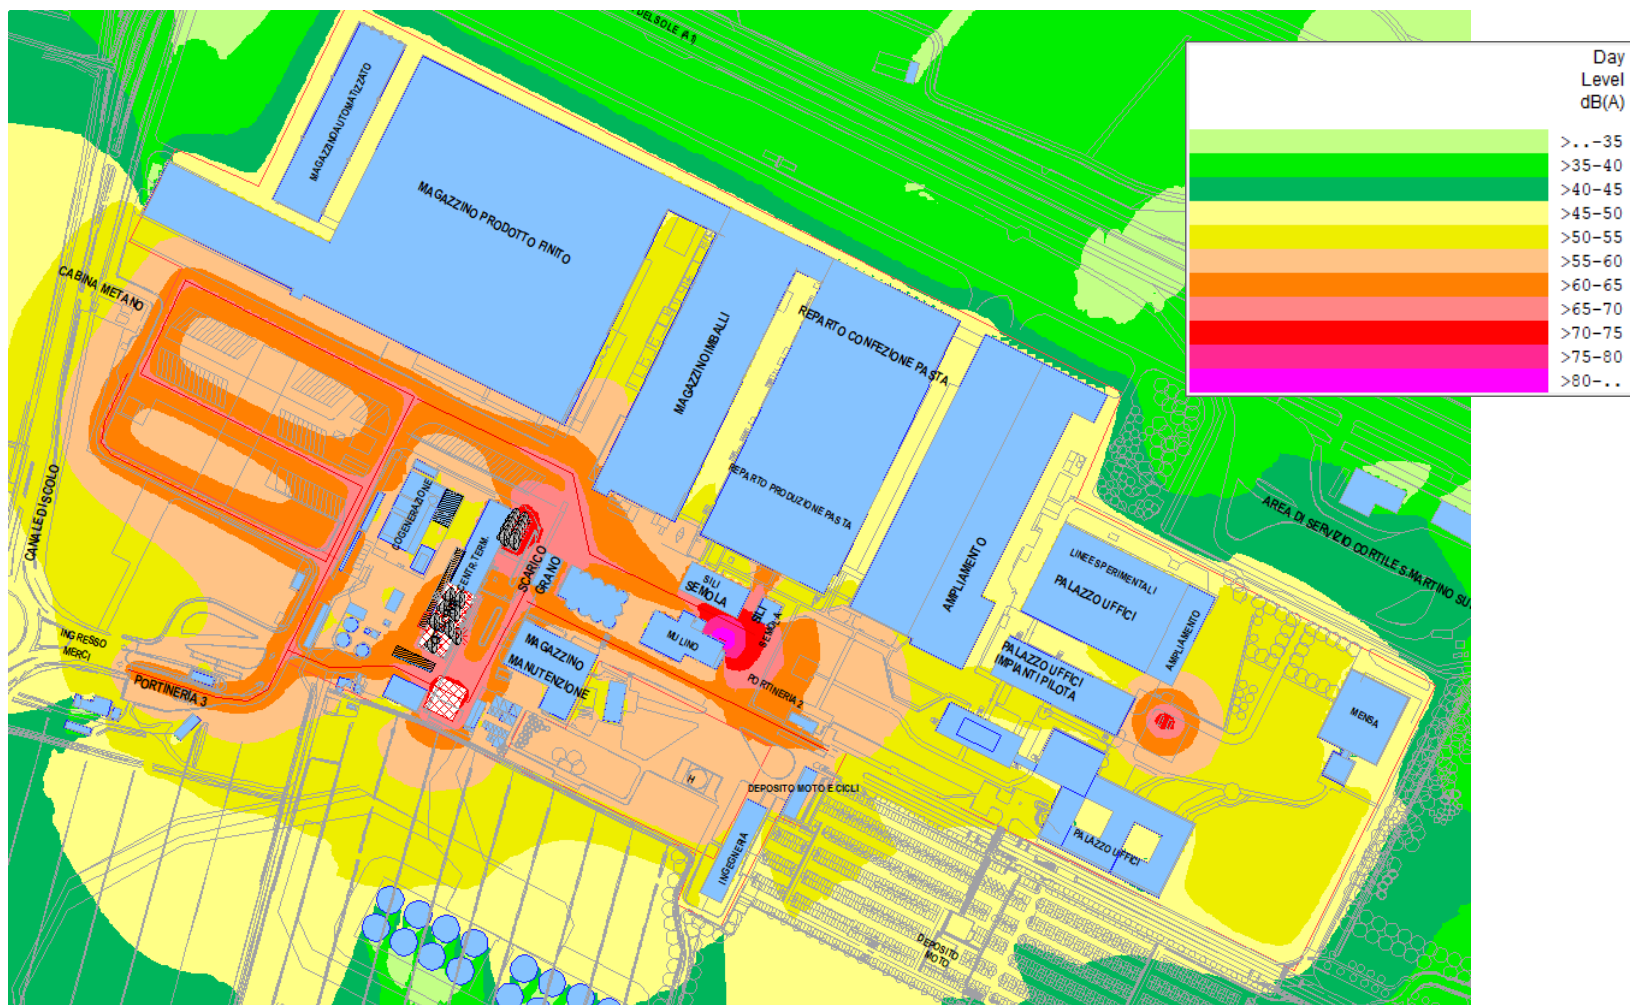 DEL SOLE (A1)
Day
Level
dB(A)
>..-35
>35-40
>40-45
>45-50
>50-55
>55-60
>60-65
>65-70
>70-75
>75-80
>80-..
MAGAZZINO AUTOMATIZZATO
MAGAZZINO PRODOTTO FINITO
CABINA METANO
MAGAZZINO IMBALLI
REPARTO CONFEZIONE PASTA
REPARTO PRODUZIONE PASTA
CANALE DI SCOLO
COGENERAZIONE
CENTR. TERM.
SCARICO
GRANO
SILI
SEMOLA
SILI
SEMOLA
MULINO
AMPLIAMENTO
LINEE SPERIMENTALI
PALAZZO UFFICI
AMPLIAMENTO
AREA DI SERVIZIO CORTILE S. MARTINO SU
INGRESSO
MERCI
PORTINERIA 3
MAGAZZINO
MANUTENZIONE
PALAZZO UFFICI
IMPIANTI PILOTA
PORTINERIA 2
MENSA
H
DEPOSITO MOTO E CICLI
INGEGNERIA
PALAZZO UFFICI
DEPOSITO
MOTO